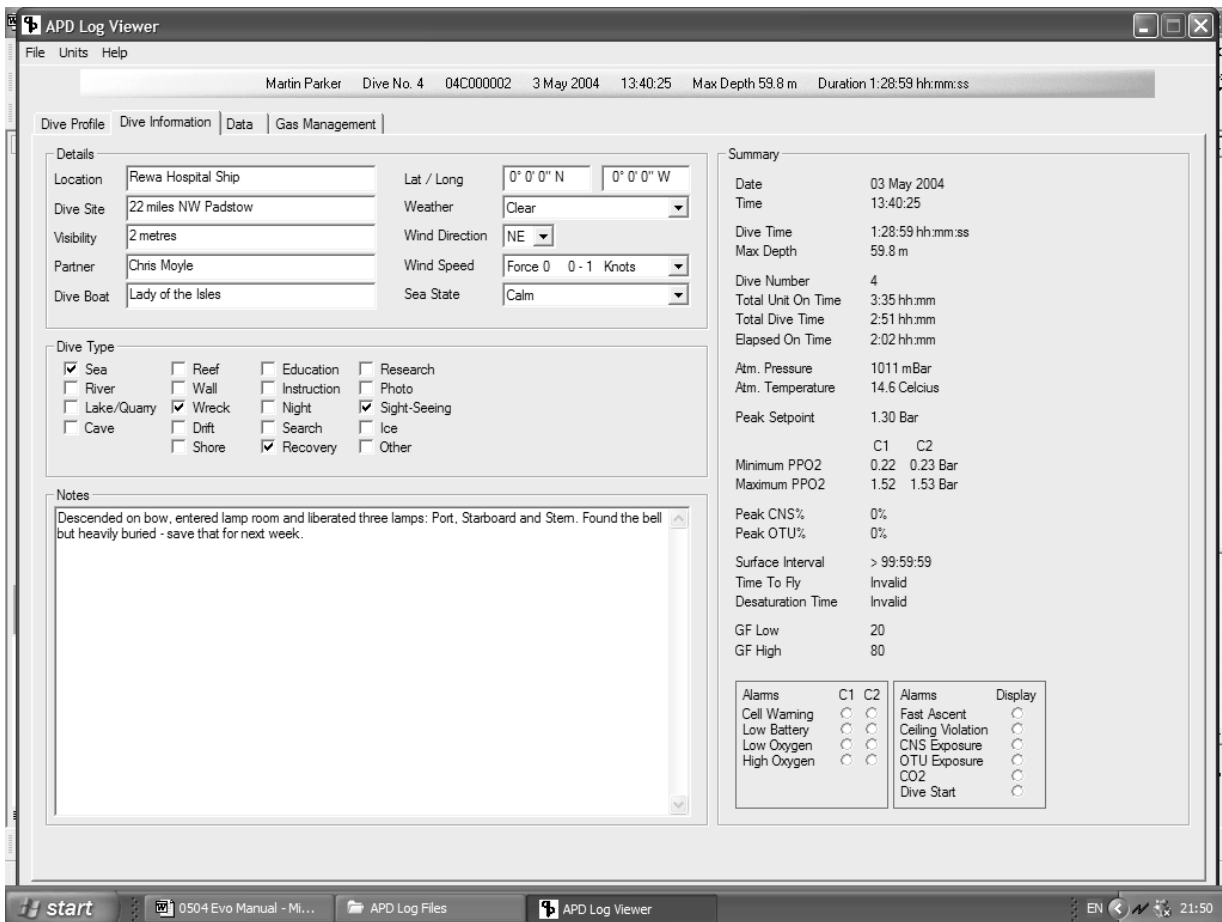 APD Log Viewer
File Units Help
Martin Parker Dive No. 4 04C000002 3 May 2004 13:40:25 Max Depth 59.8 m Duration 1:28:59 hh:mm:ss
Dive Profile Dive Information Data Gas Management
Details
Location Rewa Hospital Ship
Dive Site 22 miles NW Padstow
Visibility 2 metres
Partner Chris Moyle
Dive Boat Lady of the Isles
Lat / Long 0° 0' 0" N 0° 0' 0" W
Weather Clear
Wind Direction NE
Wind Speed Force 0 0 - 1 Knots
Sea State Calm
Dive Type
Sea Reef Education Research
River Wall Instruction Photo
Lake/Quarry Wreck Night Sight-Seeing
Cave Drift Search Ice
Shore Recovery Other
Notes
Descended on bow, entered lamp room and liberated three lamps: Port, Starboard and Stern. Found the bell
but heavily buried - save that for next week.
Summary
Date 03 May 2004
Time 13:40:25
Dive Time 1:28:59 hh:mm:ss
Max Depth 59.8 m
Dive Number 4
Total Unit On Time 3:35 hh:mm
Total Dive Time 2:51 hh:mm
Elapsed On Time 2:02 hh:mm
Atm. Pressure 1011 mBar
Atm. Temperature 14.6 Celcius
Peak Setpoint 1.30 Bar
C1 C2
Minimum PPO2 0.22 0.23 Bar
Maximum PPO2 1.52 1.53 Bar
Peak CNS% 0%
Peak OTU% 0%
Surface Interval > 99:59:59
Time To Fly Invalid
Desaturation Time Invalid
GF Low 20
GF High 80
Alarms C1 C2
Cell Warning
Low Battery
Low Oxygen
High Oxygen
Alarms Display
Fast Ascent
Ceiling Violation
CNS Exposure
OTU Exposure
CO2
Dive Start
start 0504 Evo Manual - Mi... APD Log Files APD Log Viewer EN 21:50